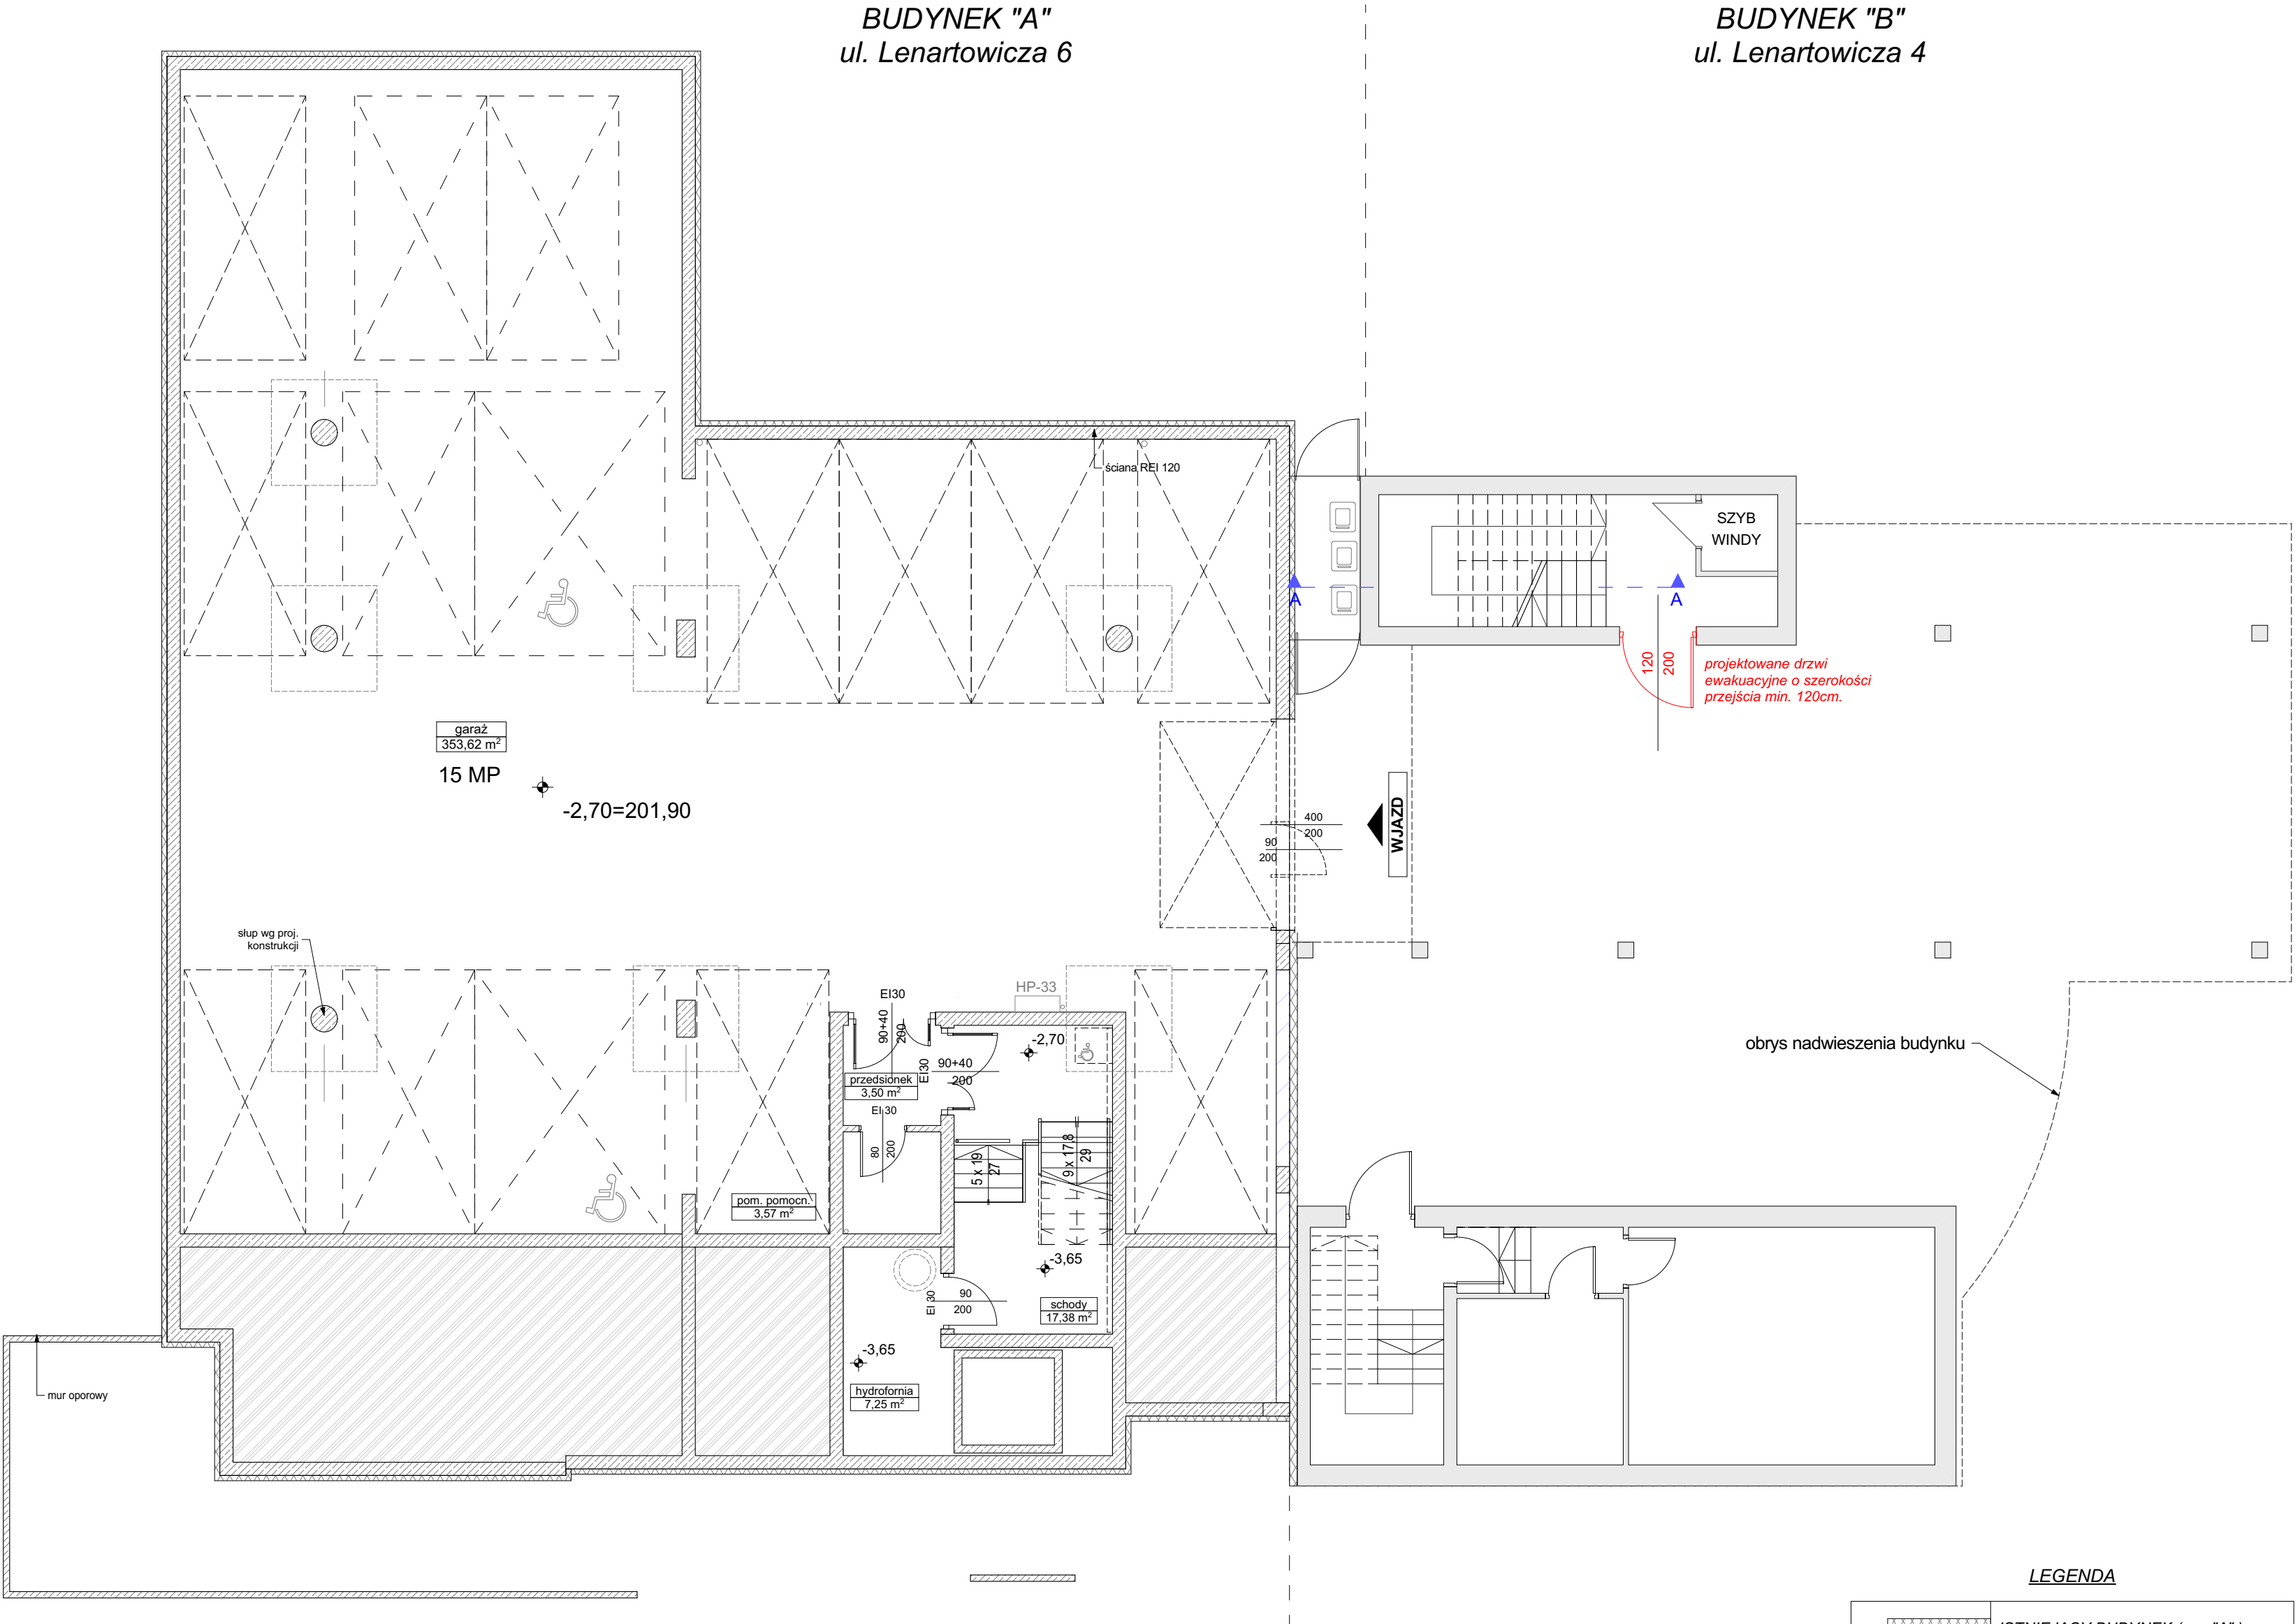 BUDYNEK "A"
ul. Lenartowicza 6
BUDYNEK "B"
ul. Lenartowicza 4
ściana REI 120
SZYB
WINDY
A
A
120
200
projektowane drzwi
ewakuacyjne o szerokości
przejścia min. 120cm.
garaż
353,62 m²
15 MP
-2,70=201,90
400
200
90
200
WJAZD
słup wg proj.
konstrukcji
EI30
90+40
200
HP-33
-2,70
EI30
90+40
200
przedsionek
3,50 m²
EI 30
80
200
5 x 19
27
9 x 17,8
29
obrys nadwieszenia budynku
pom. pomocn.
3,57 m²
-3,65
EI 30
90
200
schody
17,38 m²
-3,65
hydrofornia
7,25 m²
mur oporowy
LEGENDA